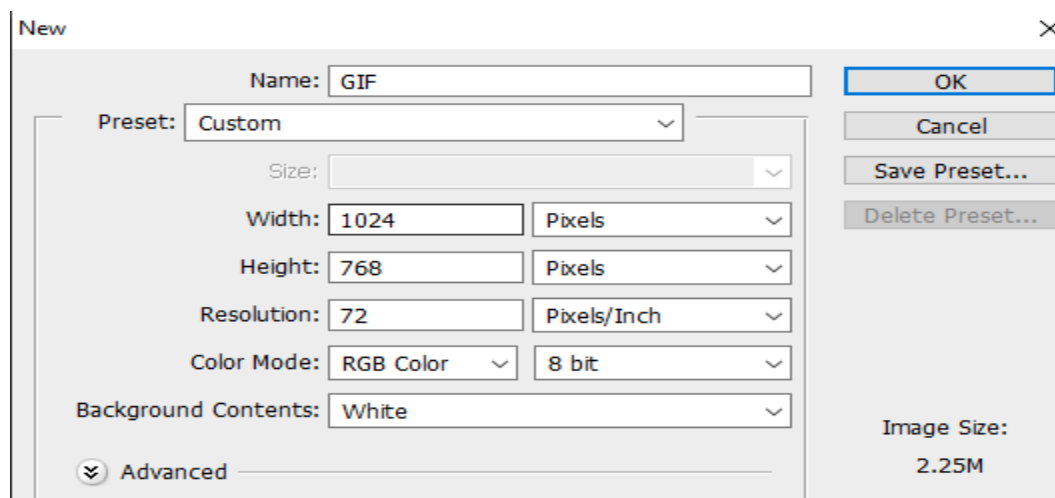 New
Name: GIF
OK
Preset: Custom
Cancel
Size:
Save Preset...
Width: 1024 Pixels
Delete Preset...
Height: 768 Pixels
Resolution: 72 Pixels/Inch
Color Mode: RGB Color 8 bit
Background Contents: White
Image Size:
2.25M
Advanced